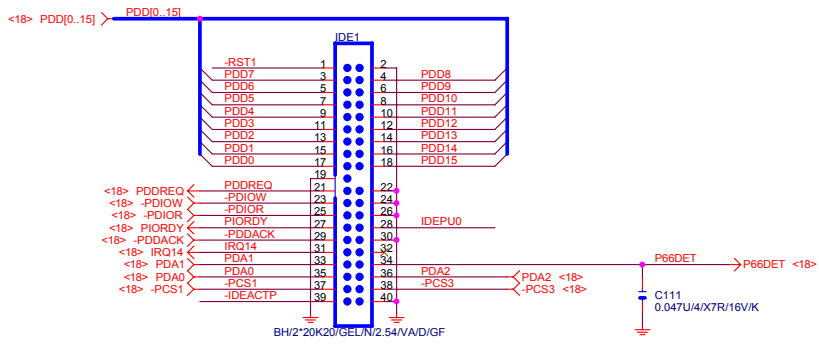 <18> PDD[0..15] PDD[0..15]
IDE1
-RST1 1 2
PDD7 3 4 PDD8
PDD6 5 6 PDD9
PDD5 7 8 PDD10
PDD4 9 10 PDD11
PDD3 11 12 PDD12
PDD2 13 14 PDD13
PDD1 15 16 PDD14
PDD0 17 18 PDD15
19
<18> PDDREQ PDDREQ 21 22
<18> -PDIOW -PDIOW 23 24
<18> -PDIOR -PDIOR 25 26
<18> PIORDY PIORDY 27 28 IDEPU0
<18> -PDDACK -PDDACK 29 30
<18> IRQ14 IRQ14 31 32
<18> PDA1 PDA1 33 34 P66DET P66DET <18>
<18> PDA0 PDA0 35 36 PDA2 PDA2 <18>
<18> -PCS1 -PCS1 37 38 -PCS3 -PCS3 <18>
-IDEACTP 39 40
C111
0.047U/4/X7R/16V/K
BH/2*20K20/GEL/N/2.54/VA/D/GF